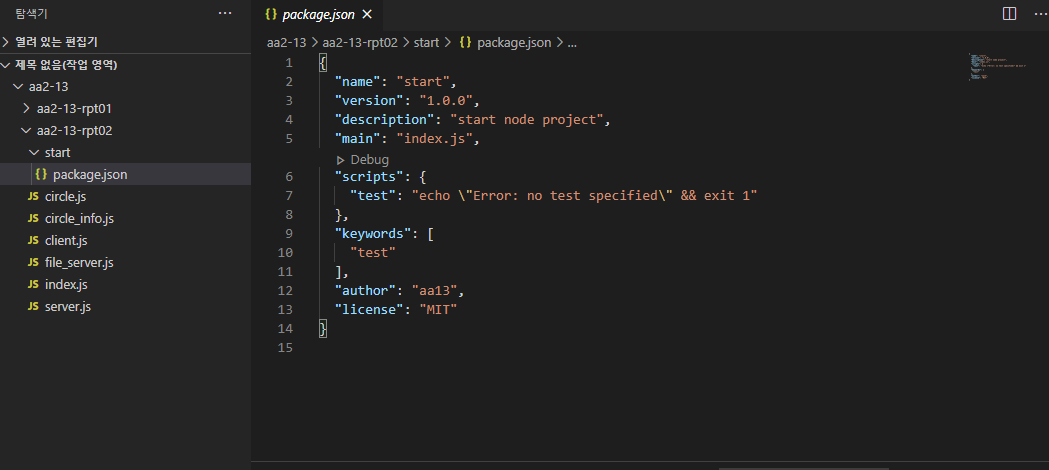 탐색기 ···
열려 있는 편집기
제목 없음(작업 영역)
aa2-13
aa2-13-rpt01
aa2-13-rpt02
start
{} package.json
JS circle.js
JS circle_info.js
JS client.js
JS file_server.js
JS index.js
JS server.js
{} package.json ×
aa2-13 > aa2-13-rpt02 > start > {} package.json > ...
1 {
2 "name": "start",
3 "version": "1.0.0",
4 "description": "start node project",
5 "main": "index.js",
Debug
6 "scripts": {
7 "test": "echo \"Error: no test specified\" && exit 1"
8 },
9 "keywords": [
10 "test"
11 ],
12 "author": "aa13",
13 "license": "MIT"
14 }
15